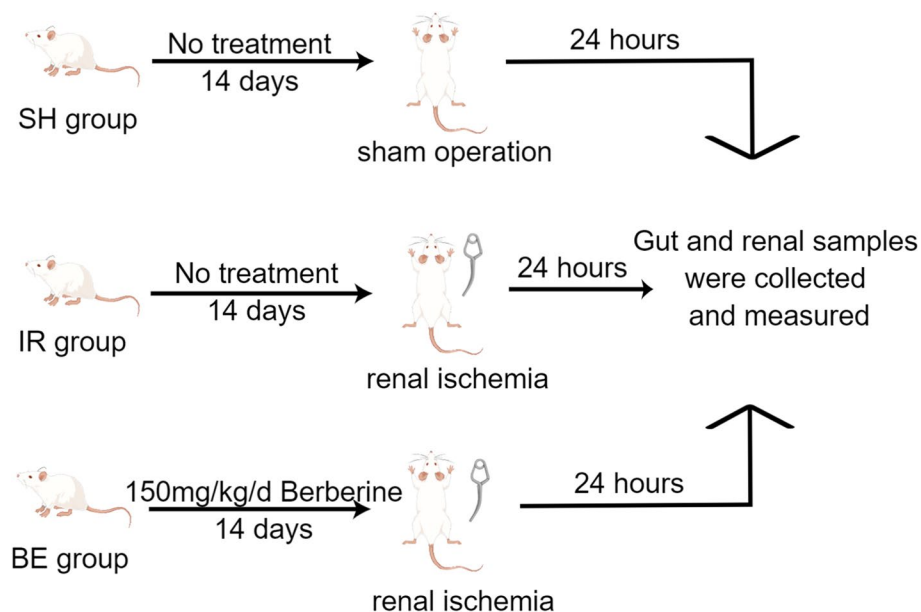 No treatment
14 days
24 hours
SH group
sham operation
No treatment
14 days
24 hours
Gut and renal samples
were collected
and measured
IR group
renal ischemia
150mg/kg/d Berberine
14 days
24 hours
BE group
renal ischemia